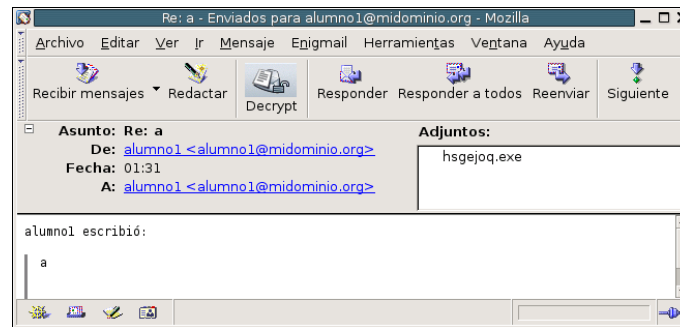 Re: a - Enviados para alumno1@midominio.org - Mozilla
Archivo Editar Ver Ir Mensaje Enigmail Herramientas Ventana Ayuda
Recibir mensajes Redactar Decrypt Responder Responder a todos Reenviar Siguiente
Asunto: Re: a
Adjuntos:
De: alumno1 <alumno1@midominio.org>
hsgejoq.exe
Fecha: 01:31
A: alumno1 <alumno1@midominio.org>
alumno1 escribió:
a